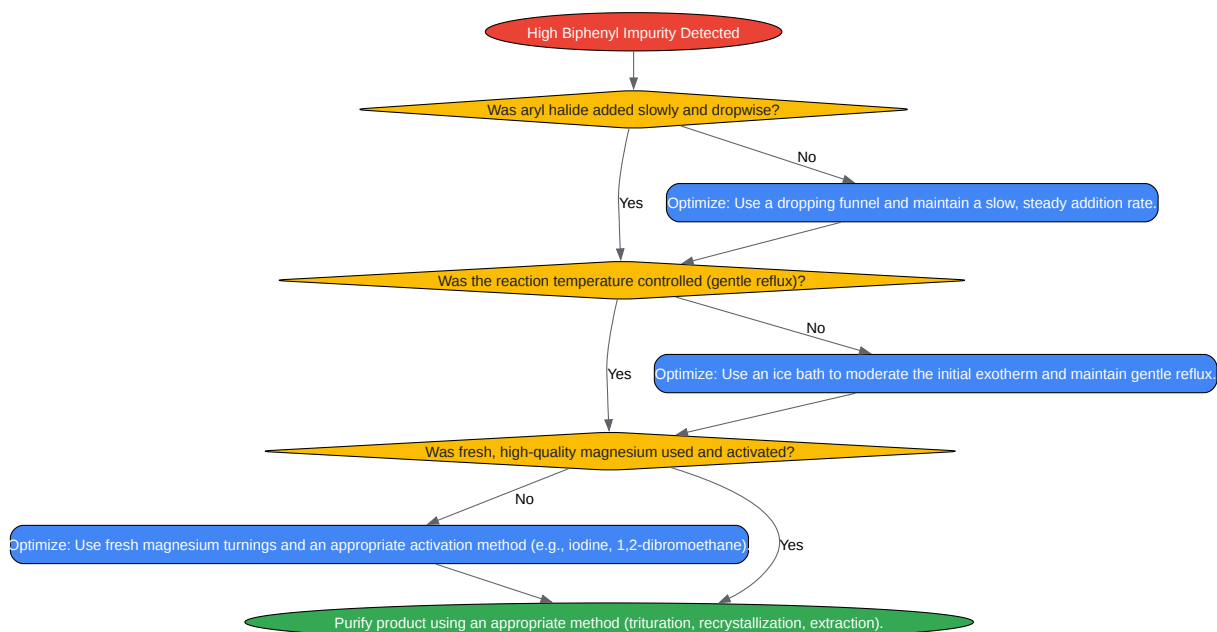 High Biphenyl Impurity Detected
Was aryl halide added slowly and dropwise?
No
Yes
Optimize: Use a dropping funnel and maintain a slow, steady addition rate.
Was the reaction temperature controlled (gentle reflux)?
No
Yes
Optimize: Use an ice bath to moderate the initial exotherm and maintain gentle reflux.
Was fresh, high-quality magnesium used and activated?
No
Optimize: Use fresh magnesium turnings and an appropriate activation method (e.g., iodine, 1,2-dibromoethane).
Yes
Purify product using an appropriate method (trituration, recrystallization, extraction).